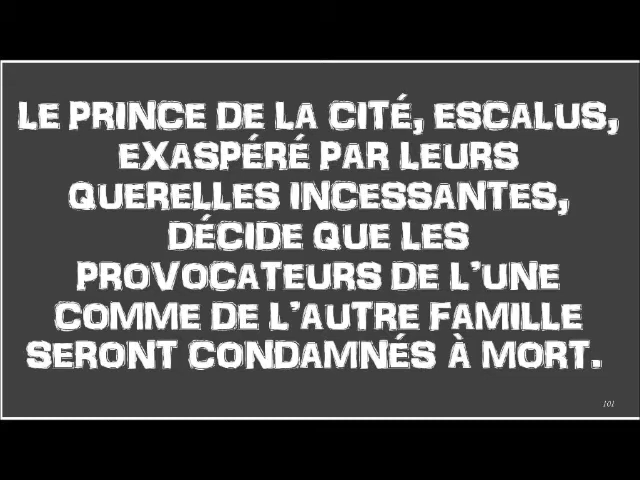 LE PRINCE DE LA CITÉ, ESCALUS,
EXASPÉRÉ PAR LEURS
QUERELLES INCESSANTES,
DÉCIDE QUE LES
PROVOCATEURS DE L'UNE
COMME DE L'AUTRE FAMILLE
SERONT CONDAMNÉS À MORT.
101